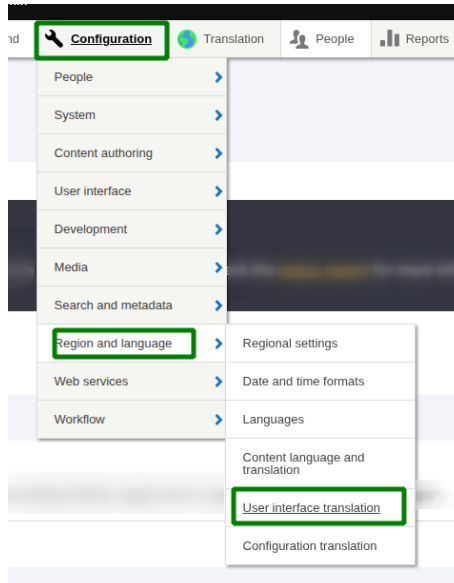 Configuration
Translation
People
Reports
People
System
Content authoring
User interface
Development
Media
Search and metadata
Region and language
Web services
Workflow
Regional settings
Date and time formats
Languages
Content language and
translation
User interface translation
Configuration translation